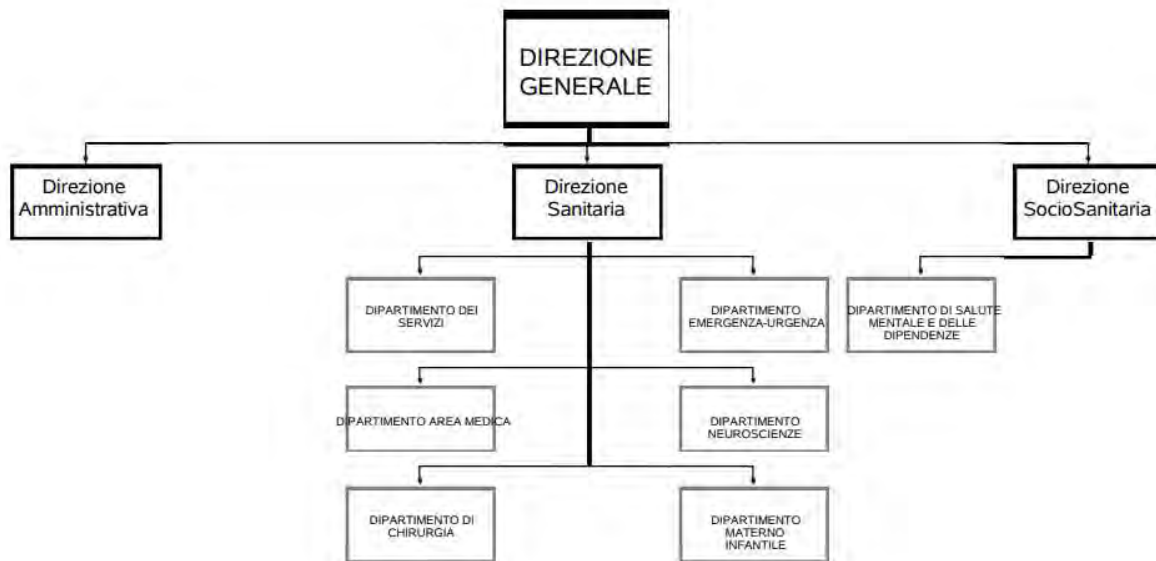 DIREZIONE
GENERALE
Direzione
Amministrativa
Direzione
Sanitaria
Direzione
SocioSanitaria
DIPARTIMENTO DEI
SERVIZI
DIPARTIMENTO
EMERGENZA-URGENZA
DIPARTIMENTO DI SALUTE
MENTALE E DELLE
DIPENDENZE
DIPARTIMENTO AREA MEDICA
DIPARTIMENTO
NEUROSCIENZE
DIPARTIMENTO DI
CHIRURGIA
DIPARTIMENTO
MATERNO
INFANTILE